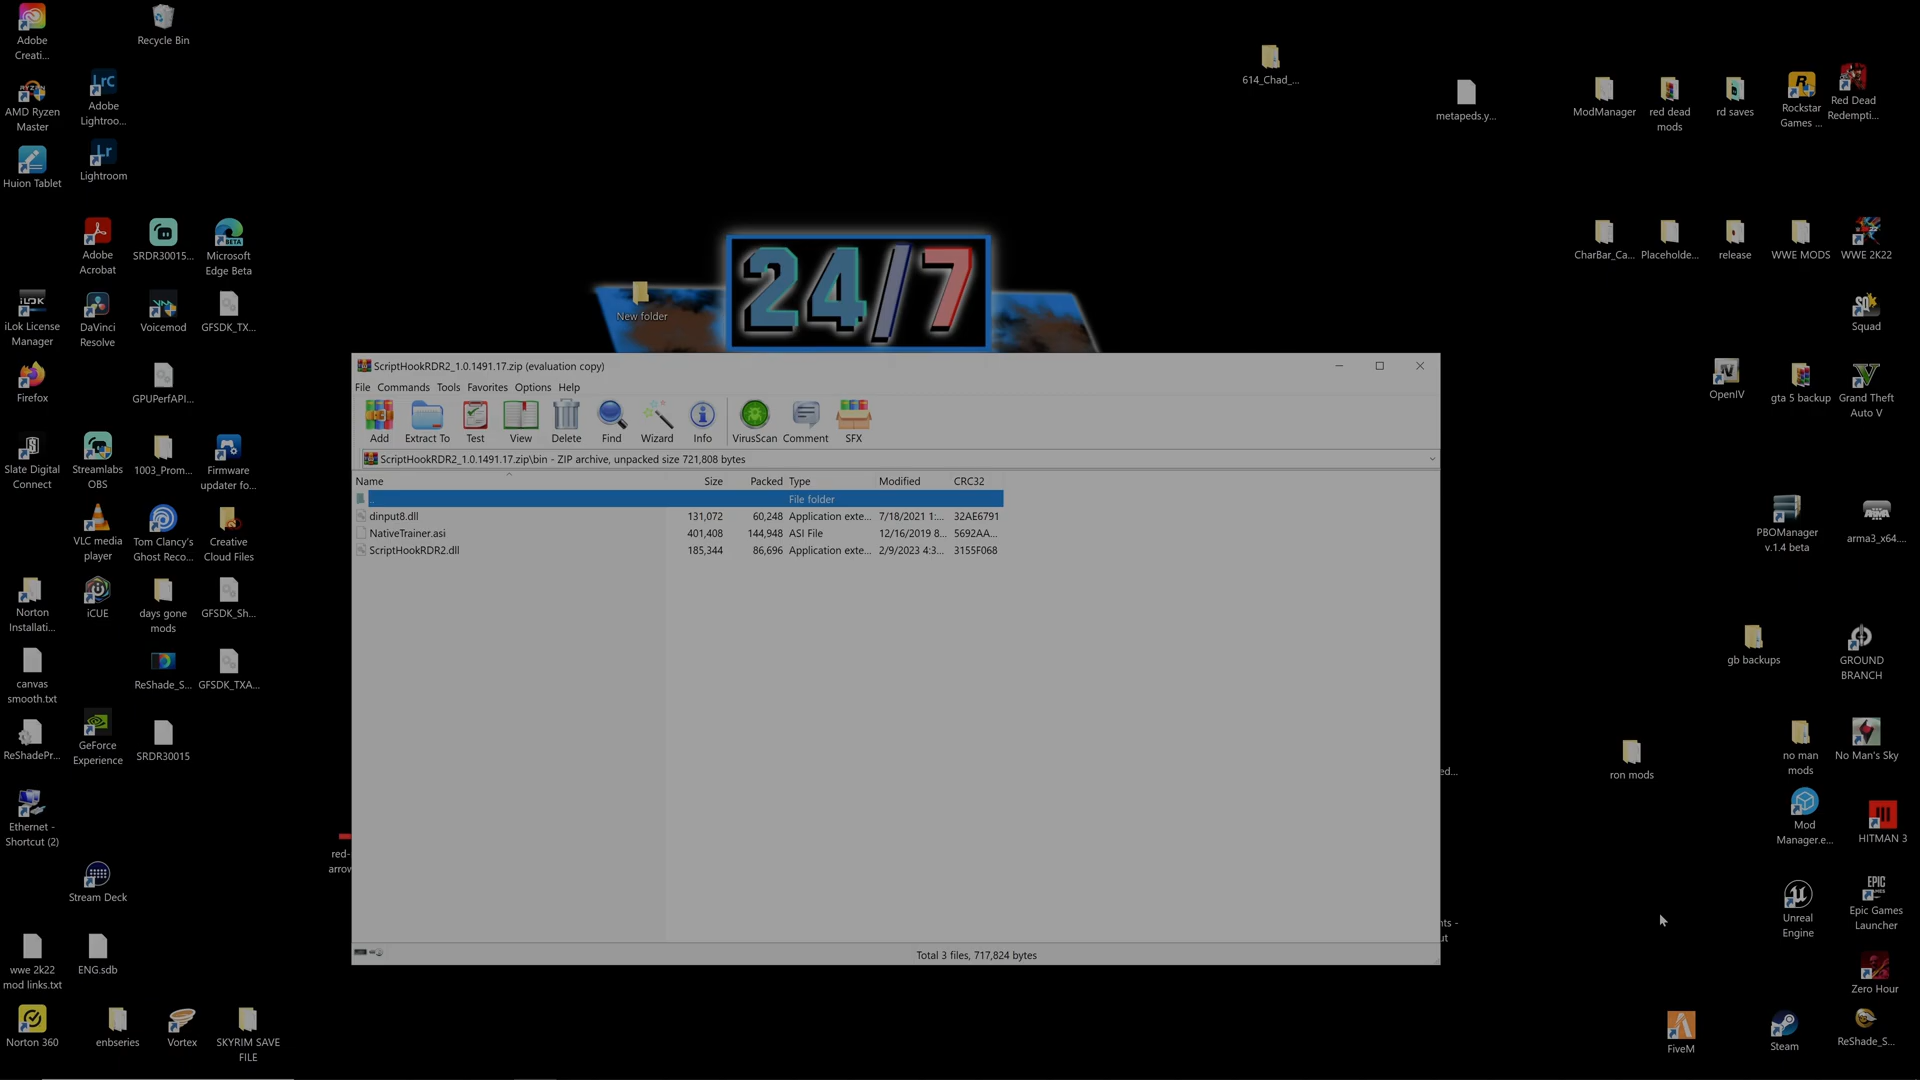 Adobe
Creati...
Recycle Bin
AMD Ryzen
Master
Adobe
Lightroo...
Huion Tablet
Lightroom
Adobe
Acrobat
SRDR30015...
Microsoft
Edge Beta
iLok License
Manager
DaVinci
Resolve
Voicemod
GFSDK_TX...
Firefox
GPUPerfAPI...
Slate Digital
Connect
Streamlabs
OBS
1003_Prom...
Firmware
updater fo...
VLC media
player
Tom Clancy's
Ghost Reco...
Creative
Cloud Files
Norton
Installati...
iCUE
days gone
mods
GFSDK_Sh...
canvas
smooth.txt
ReShade_S...
GFSDK_TXA...
ReShadePr...
GeForce
Experience
SRDR30015
Ethernet -
Shortcut (2)
Stream Deck
wwe 2k22
mod links.txt
ENG.sdb
Norton 360
enbseries
Vortex
SKYRIM SAVE
FILE
New folder
24/7
red-
arrow
ScriptHookRDR2_1.0.1491.17.zip (evaluation copy)
File Commands Tools Favorites Options Help
Add Extract To Test View Delete Find Wizard Info VirusScan Comment SFX
ScriptHookRDR2_1.0.1491.17.zip\bin - ZIP archive, unpacked size 721,808 bytes
Name Size Packed Type Modified CRC32
.. File folder
dinput8.dll 131,072 60,248 Application exte... 7/18/2021 1:... 32AE6791
NativeTrainer.asi 401,408 144,948 ASI File 12/16/2019 8... 5692AA...
ScriptHookRDR2.dll 185,344 86,696 Application exte... 2/9/2023 4:3... 3155F068
Total 3 files, 717,824 bytes
614_Chad_...
metapeds.y...
ModManager
red dead
mods
rd saves
Rockstar
Games ...
Red Dead
Redempti...
CharBar_Ca...
Placeholde...
release
WWE MODS
WWE 2K22
Squad
OpenIV
gta 5 backup
Grand Theft
Auto V
PBOManager
v.1.4 beta
arma3_x64....
gb backups
GROUND
BRANCH
ed...
ron mods
no man
mods
No Man's Sky
Mod
Manager.e...
HITMAN 3
nts -
ut
Unreal
Engine
Epic Games
Launcher
Zero Hour
FiveM
Steam
ReShade_S...